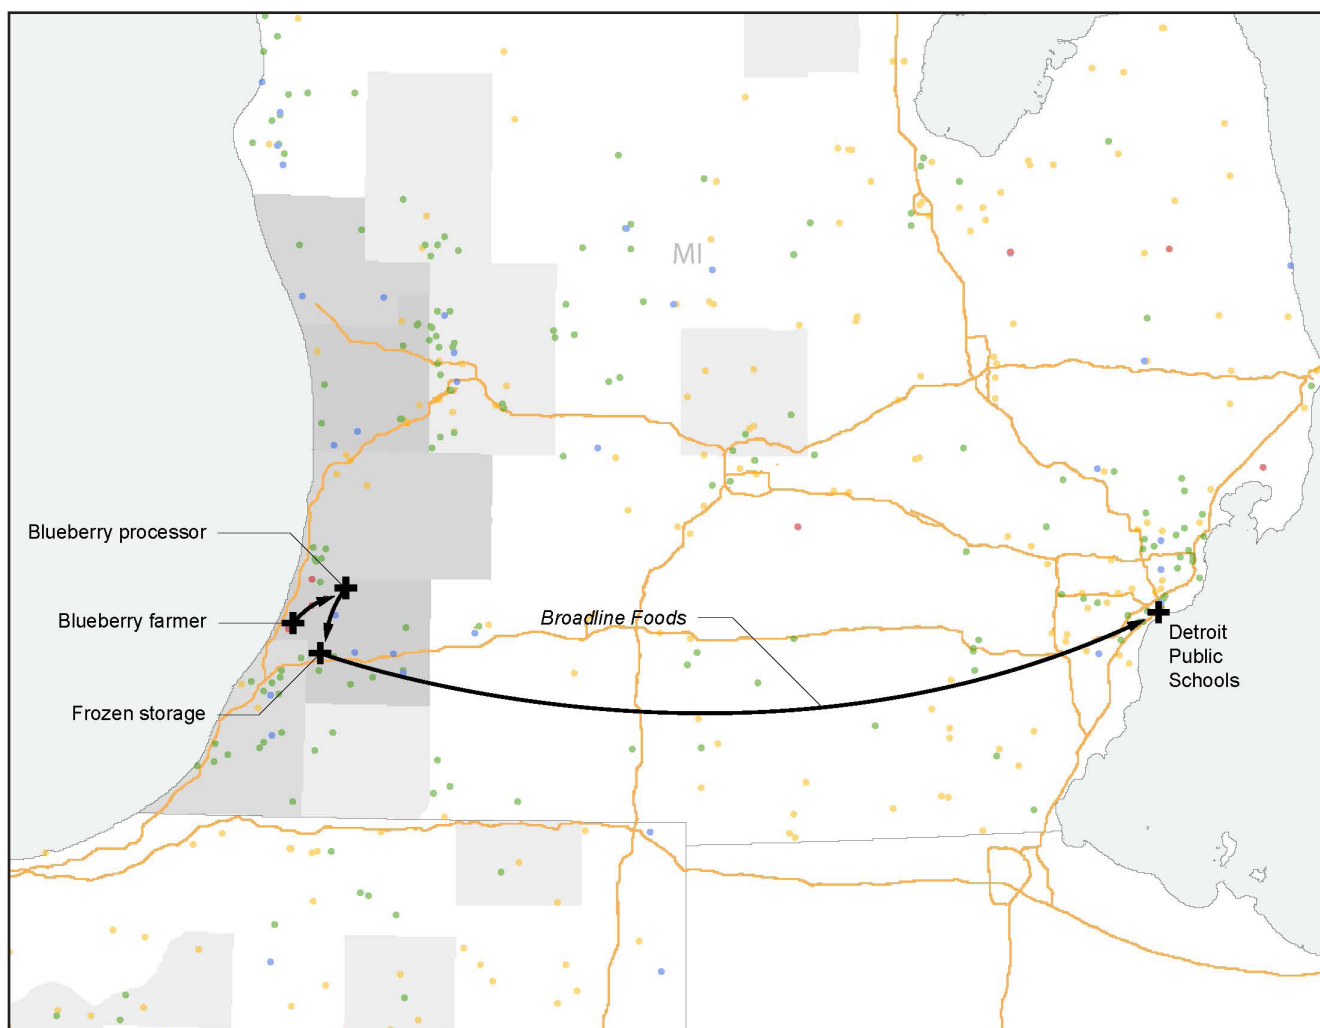 MI
Blueberry processor
Blueberry farmer
Broadline Foods
Detroit
Public
Schools
Frozen storage